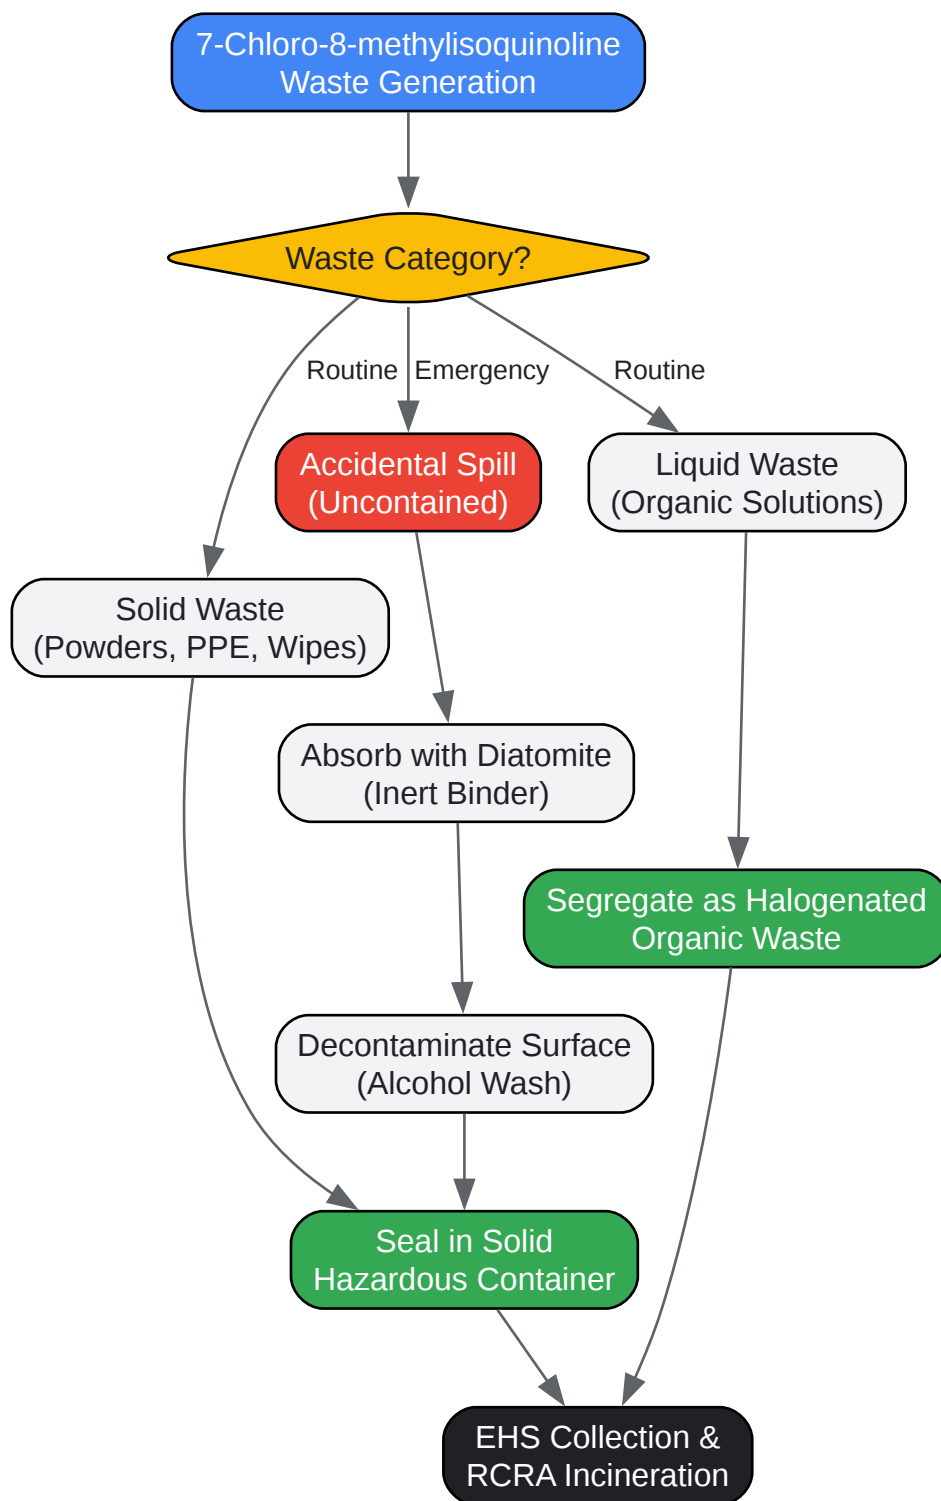 7-Chloro-8-methylisoquinoline
Waste Generation
Waste Category?
Routine
Emergency
Routine
Accidental Spill
(Uncontained)
Liquid Waste
(Organic Solutions)
Solid Waste
(Powders, PPE, Wipes)
Absorb with Diatomite
(Inert Binder)
Segregate as Halogenated
Organic Waste
Decontaminate Surface
(Alcohol Wash)
Seal in Solid
Hazardous Container
EHS Collection &
RCRA Incineration